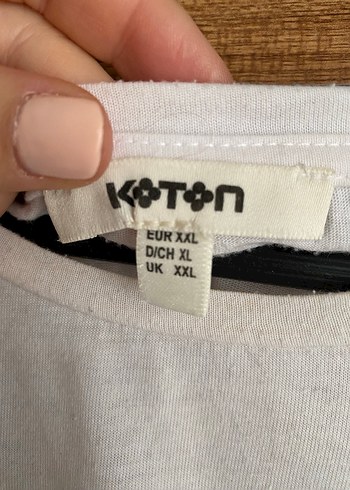 KOTON
EUR XXL
D/CH XL
UK XXL